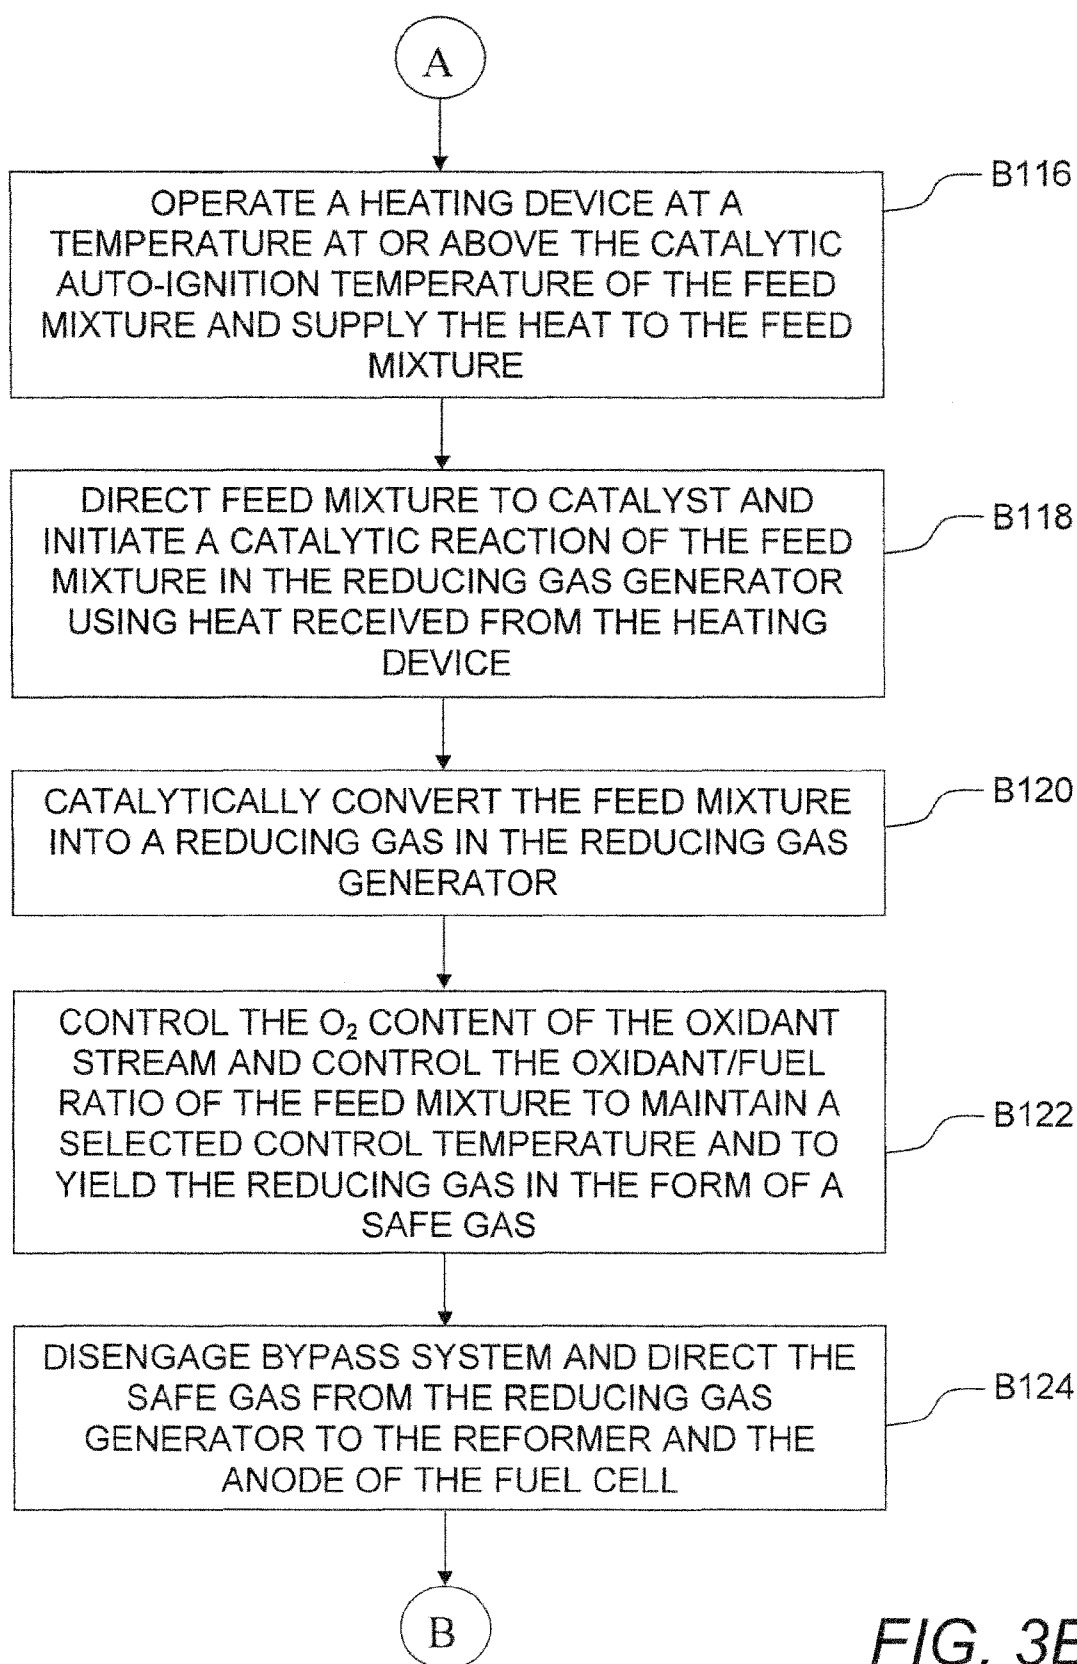 A
OPERATE A HEATING DEVICE AT A
TEMPERATURE AT OR ABOVE THE CATALYTIC
AUTO-IGNITION TEMPERATURE OF THE FEED
MIXTURE AND SUPPLY THE HEAT TO THE FEED
MIXTURE
B116
DIRECT FEED MIXTURE TO CATALYST AND
INITIATE A CATALYTIC REACTION OF THE FEED
MIXTURE IN THE REDUCING GAS GENERATOR
USING HEAT RECEIVED FROM THE HEATING
DEVICE
B118
CATALYTICALLY CONVERT THE FEED MIXTURE
INTO A REDUCING GAS IN THE REDUCING GAS
GENERATOR
B120
CONTROL THE O₂ CONTENT OF THE OXIDANT
STREAM AND CONTROL THE OXIDANT/FUEL
RATIO OF THE FEED MIXTURE TO MAINTAIN A
SELECTED CONTROL TEMPERATURE AND TO
YIELD THE REDUCING GAS IN THE FORM OF A
SAFE GAS
B122
DISENGAGE BYPASS SYSTEM AND DIRECT THE
SAFE GAS FROM THE REDUCING GAS
GENERATOR TO THE REFORMER AND THE
ANODE OF THE FUEL CELL
B124
B
FIG. 3B